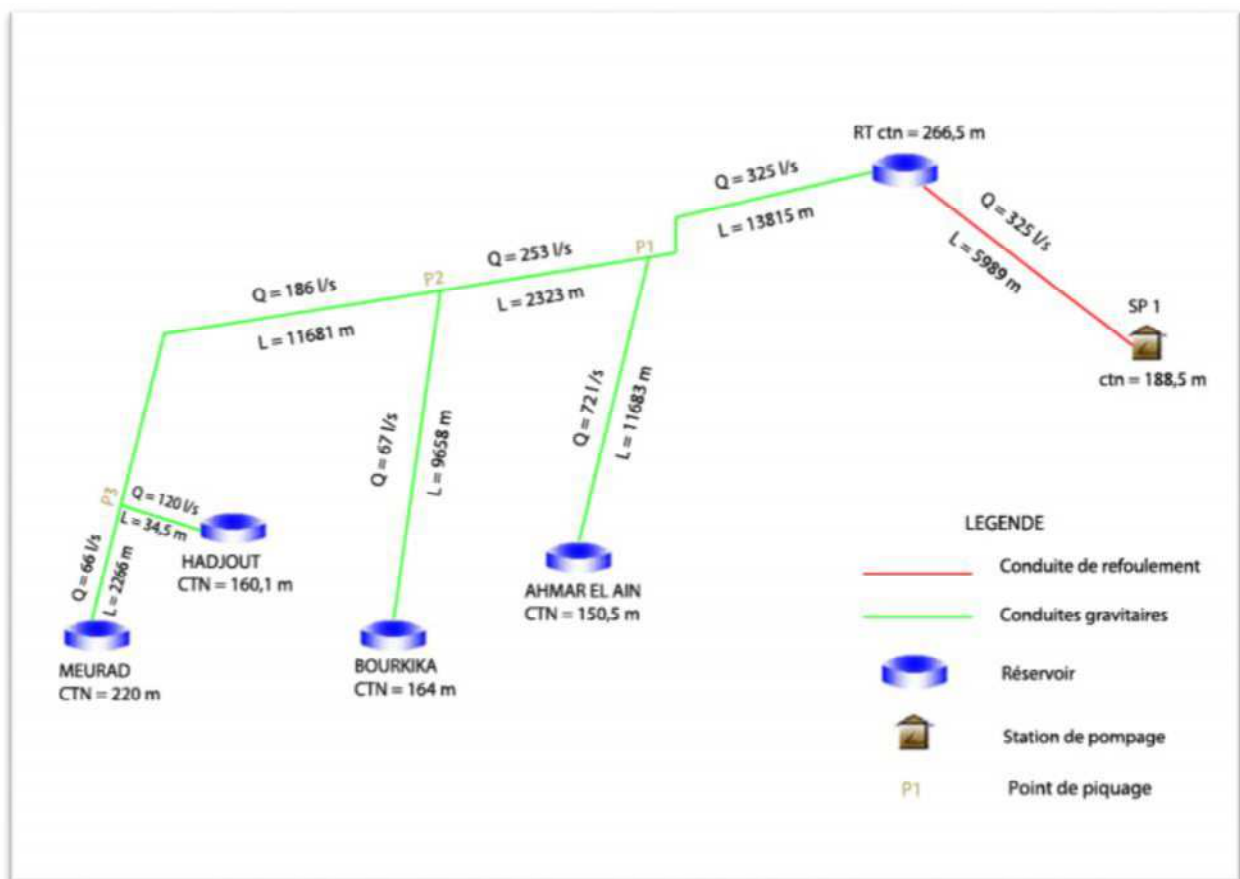 RT ctn = 266,5 m
Q = 325 l/s
L = 13815 m
Q = 325 l/s
L = 5989 m
SP 1
ctn = 188,5 m
P1
Q = 253 l/s
L = 2323 m
P2
Q = 186 l/s
L = 11681 m
Q = 72 l /s
L = 11683 m
Q = 67 l/s
L = 9658 m
P3
Q = 120 l/s
L = 34,5 m
HADJOUT
CTN = 160,1 m
Q = 66 l/s
L = 2266 m
MEURAD
CTN = 220 m
BOURKIKA
CTN = 164 m
AHMAR EL AIN
CTN = 150,5 m
LEGENDE
Conduite de refoulement
Conduites gravitaires
Réservoir
Station de pompage
P1
Point de piquage